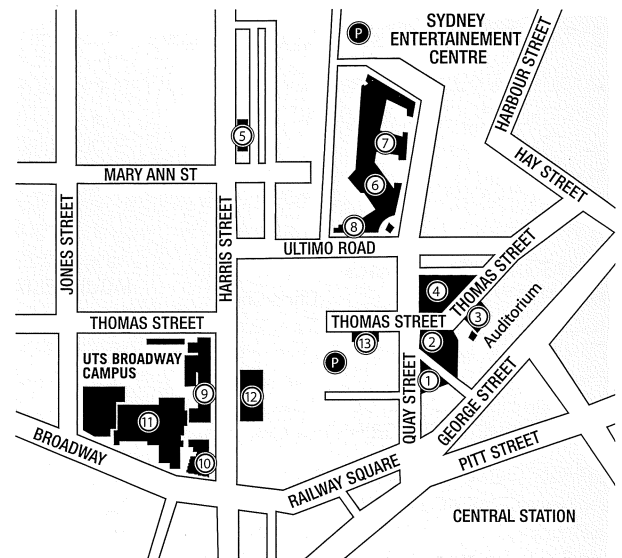 SYDNEY
ENTERTAINEMENT
CENTRE
P
HARBOUR STREET
5
7
HAY STREET
MARY ANN ST
6
JONES STREET
HARRIS STREET
8
ULTIMO ROAD
4
THOMAS STREET
3
Auditorium
THOMAS STREET
THOMAS STREET
2
13
UTS BROADWAY
CAMPUS
P
1
9
12
QUAY STREET
GEORGE STREET
11
BROADWAY
10
RAILWAY SQUARE
PITT STREET
CENTRAL STATION